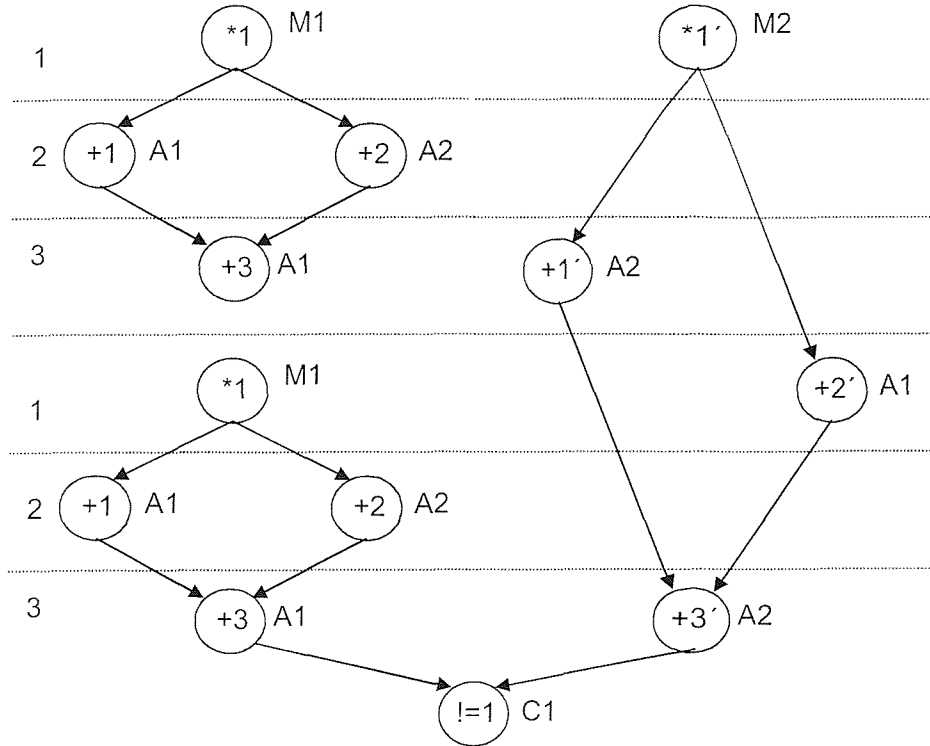 *1 M1 *1´ M2
1
2 +1 A1 +2 A2
3 +3 A1 +1´ A2
1 *1 M1 +2´ A1
2 +1 A1 +2 A2
3 +3 A1 +3´ A2
!=1 C1